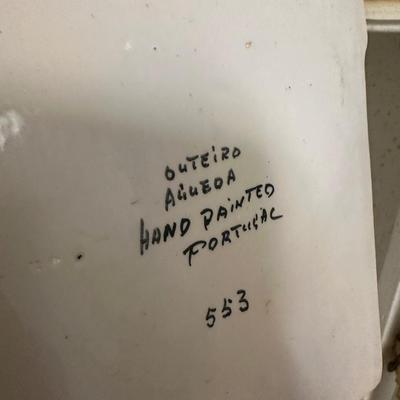 OUTEIRO
AGUEDA
HAND PAINTED
PORTUGAL
553